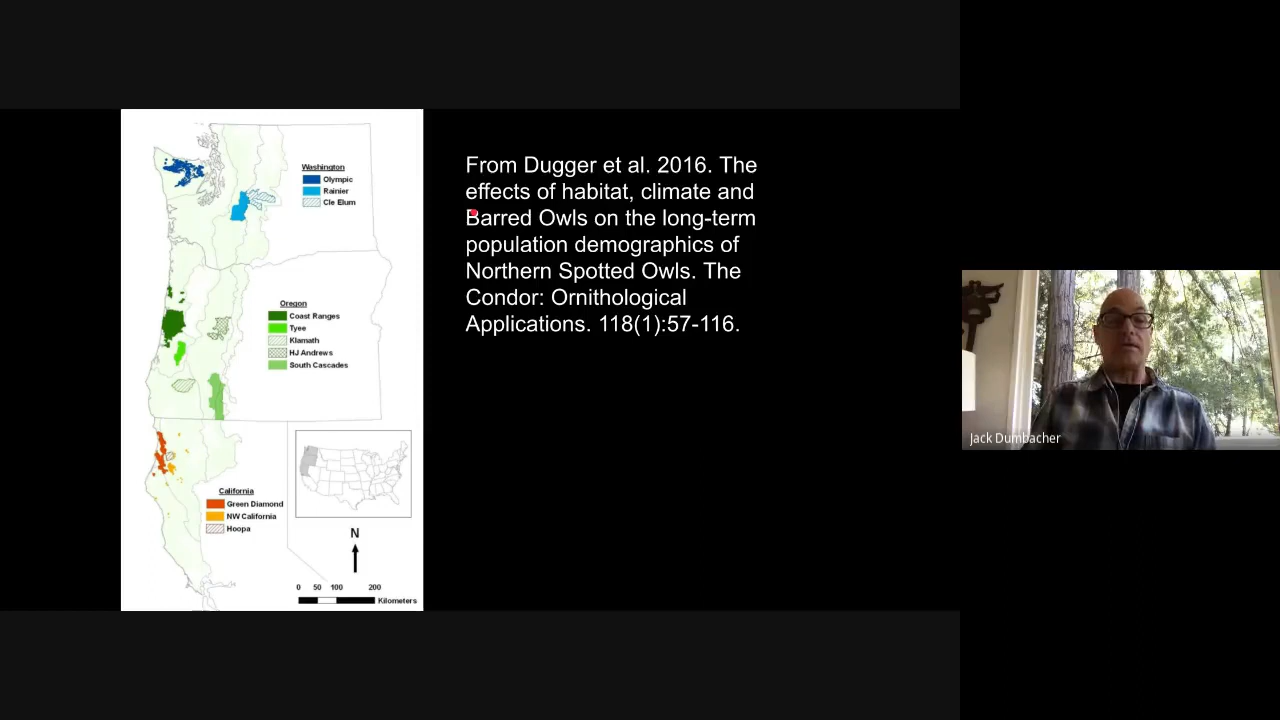 Washington
Olympic
Rainier
Cle Elum
Oregon
Coast Ranges
Tyee
Klamath
HJ Andrews
South Cascades
California
Green Diamond
NW California
Hoopa
N
0 50 100 200
Kilometers
From Dugger et al. 2016. The
effects of habitat, climate and
Barred Owls on the long-term
population demographics of
Northern Spotted Owls. The
Condor: Ornithological
Applications. 118(1):57-116.
Jack Dumbacher